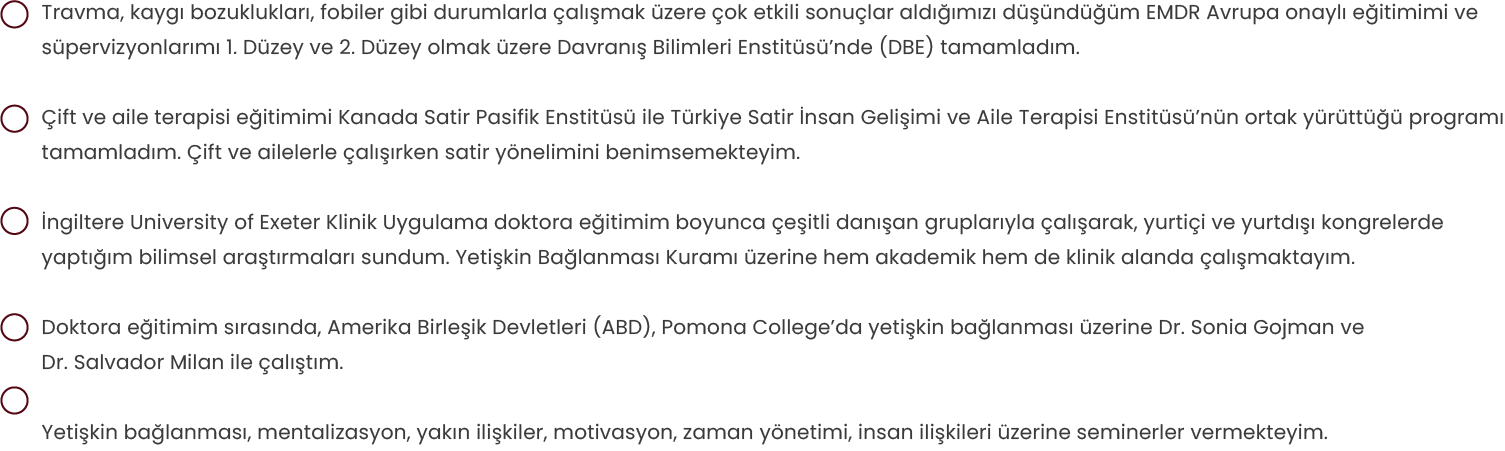 Travma, kaygı bozuklukları, fobiler gibi durumlarla çalışmak üzere çok etkili sonuçlar aldığımızı düşündüğüm EMDR Avrupa onaylı eğitimimi ve
süpervizyonlarımı 1. Düzey ve 2. Düzey olmak üzere Davranış Bilimleri Enstitüsü’nde (DBE) tamamladım.
Çift ve aile terapisi eğitimimi Kanada Satir Pasifik Enstitüsü ile Türkiye Satir İnsan Gelişimi ve Aile Terapisi Enstitüsü’nün ortak yürüttüğü programı
tamamladım. Çift ve ailelerle çalışırken satir yönelimini benimsemekteyim.
İngiltere University of Exeter Klinik Uygulama doktora eğitimim boyunca çeşitli danışan gruplarıyla çalışarak, yurtiçi ve yurtdışı kongrelerde
yaptığım bilimsel araştırmaları sundum. Yetişkin Bağlanması Kuramı üzerine hem akademik hem de klinik alanda çalışmaktayım.
Doktora eğitimim sırasında, Amerika Birleşik Devletleri (ABD), Pomona College’da yetişkin bağlanması üzerine Dr. Sonia Gojman ve
Dr. Salvador Milan ile çalıştım.
Yetişkin bağlanması, mentalizasyon, yakın ilişkiler, motivasyon, zaman yönetimi, insan ilişkileri üzerine seminerler vermekteyim.